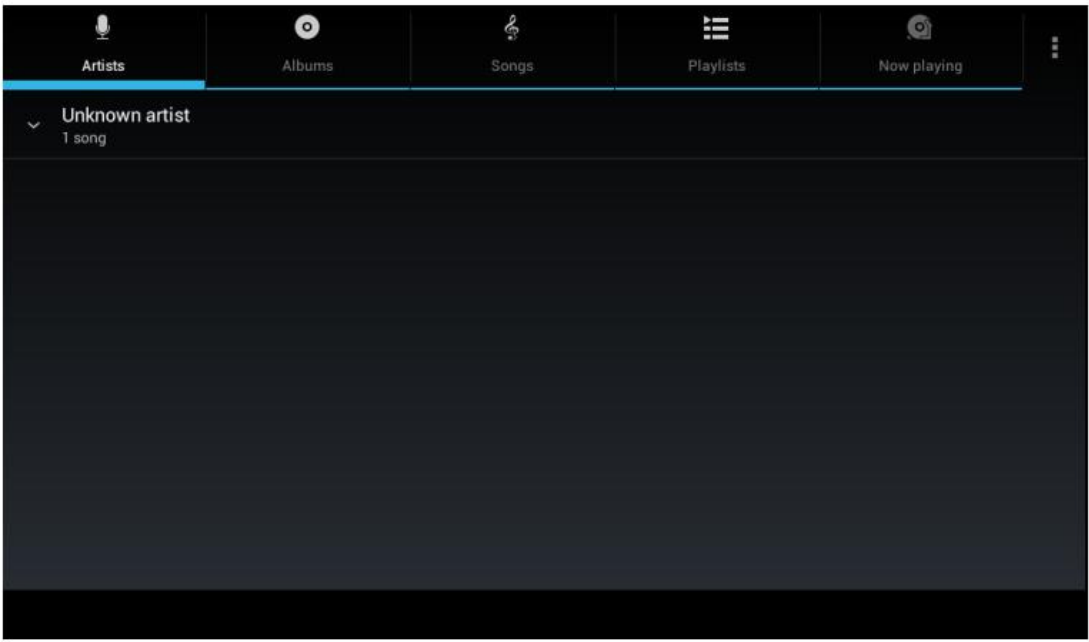 Artists
Albums
Songs
Playlists
Now playing
Unknown artist
1 song